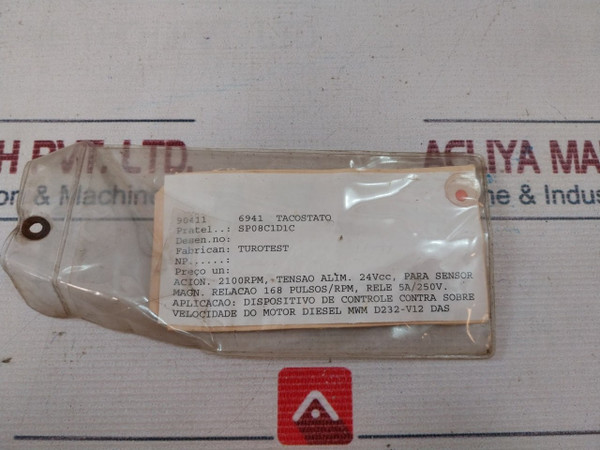 H PVT. LTD.
ACLIYA MA
on & Machine
e & Indus
90411 6941 TACOSTATO
Pratel..: SP08C1D1C
Desen.no:
Fabrican: TUROTEST
NP......:
Preço un:
ACION. 2100RPM, TENSAO ALIM. 24Vcc, PARA SENSOR
MAGN. RELACAO 168 PULSOS/RPM, RELE 5A/250V.
APLICACAO: DISPOSITIVO DE CONTROLE CONTRA SOBRE
VELOCIDADE DO MOTOR DIESEL MWM D232-V12 DAS